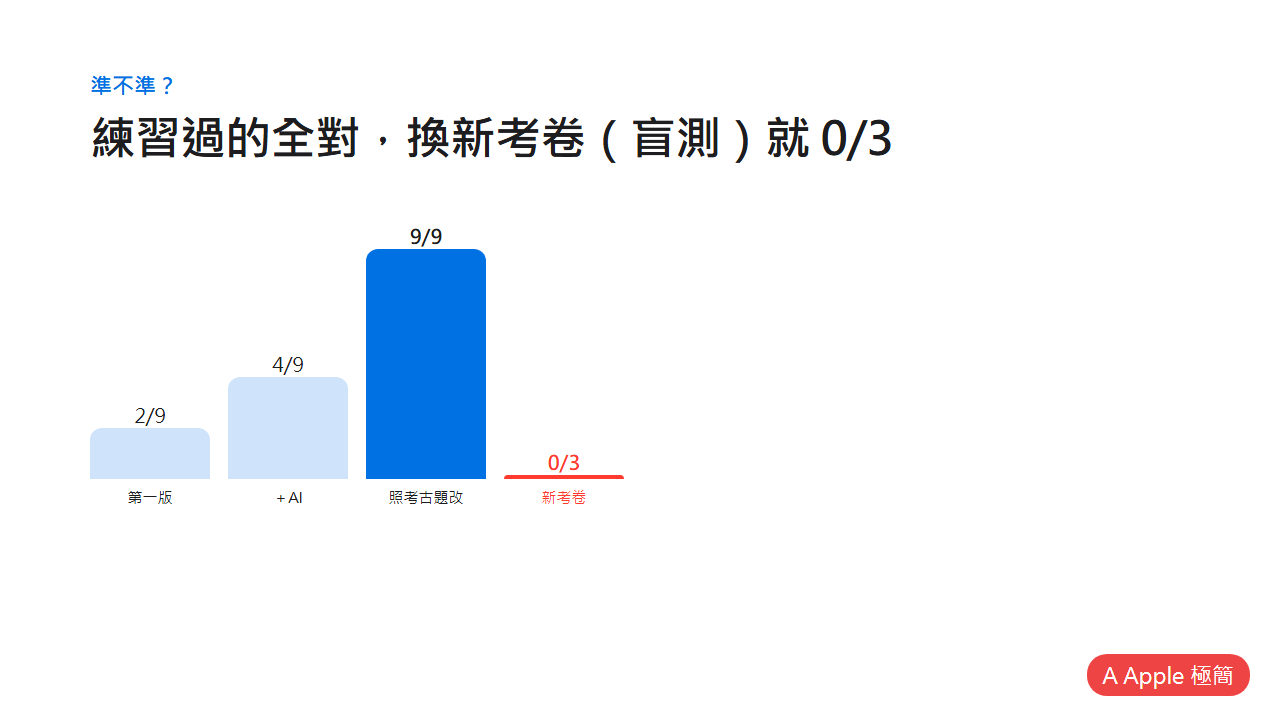 準不準？
練習過的全對，換新考卷（盲測）就 0/3
9/9
4/9
2/9
0/3
第一版
+ AI
照考古題改
新考卷
A Apple 極簡